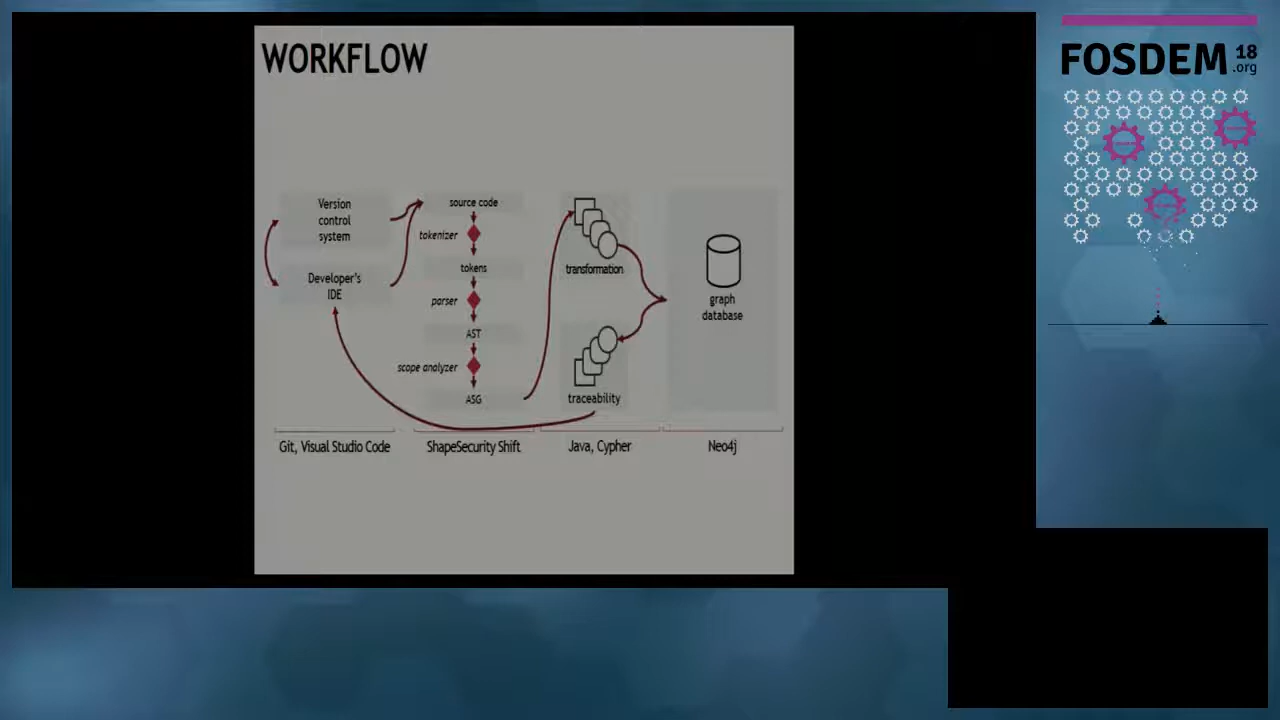 WORKFLOW
Version
control
system
Developer's
IDE
source code
tokenizer
tokens
parser
AST
scope analyzer
ASG
transformation
traceability
graph
database
Git, Visual Studio Code
ShapeSecurity Shift
Java, Cypher
Neo4j
FOSDEM 18
.org